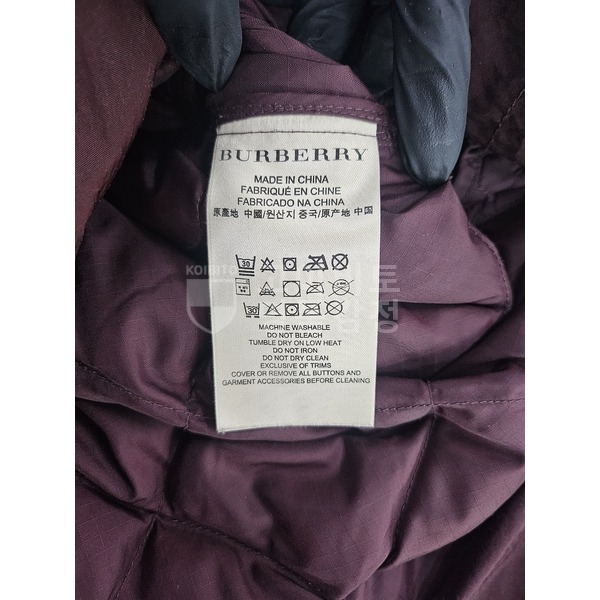 BURBERRY
MADE IN CHINA
FABRIQUÉ EN CHINE
FABRICADO NA CHINA
原產地 中國/원산지 중국/原产地 中国
30
30
MACHINE WASHABLE
DO NOT BLEACH
TUMBLE DRY ON LOW HEAT
DO NOT IRON
DO NOT DRY CLEAN
EXCLUSIVE OF TRIMS
COVER OR REMOVE ALL BUTTONS AND
GARMENT ACCESSORIES BEFORE CLEANING